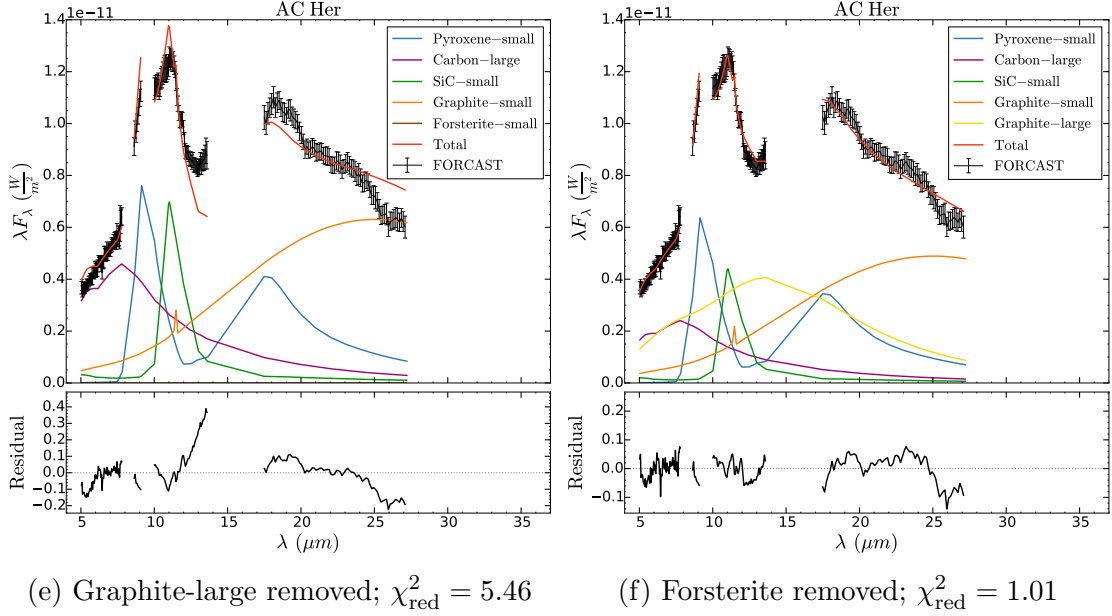 AC Her
1e−11
1.4
1.2
1.0
0.8
0.6
0.4
0.2
0.0
λF_λ (W/m²)
Pyroxene−small
Carbon−large
SiC−small
Graphite−small
Forsterite−small
Total
FORCAST
0.4
0.3
0.2
0.1
0.0
−0.1
−0.2
Residual
5 10 15 20 25 30 35
λ (μm)
(e) Graphite-large removed; χ²_red = 5.46
AC Her
1e−11
1.4
1.2
1.0
0.8
0.6
0.4
0.2
0.0
λF_λ (W/m²)
Pyroxene−small
Carbon−large
SiC−small
Graphite−small
Graphite−large
Total
FORCAST
0.2
0.1
0.0
−0.1
Residual
5 10 15 20 25 30 35
λ (μm)
(f) Forsterite removed; χ²_red = 1.01